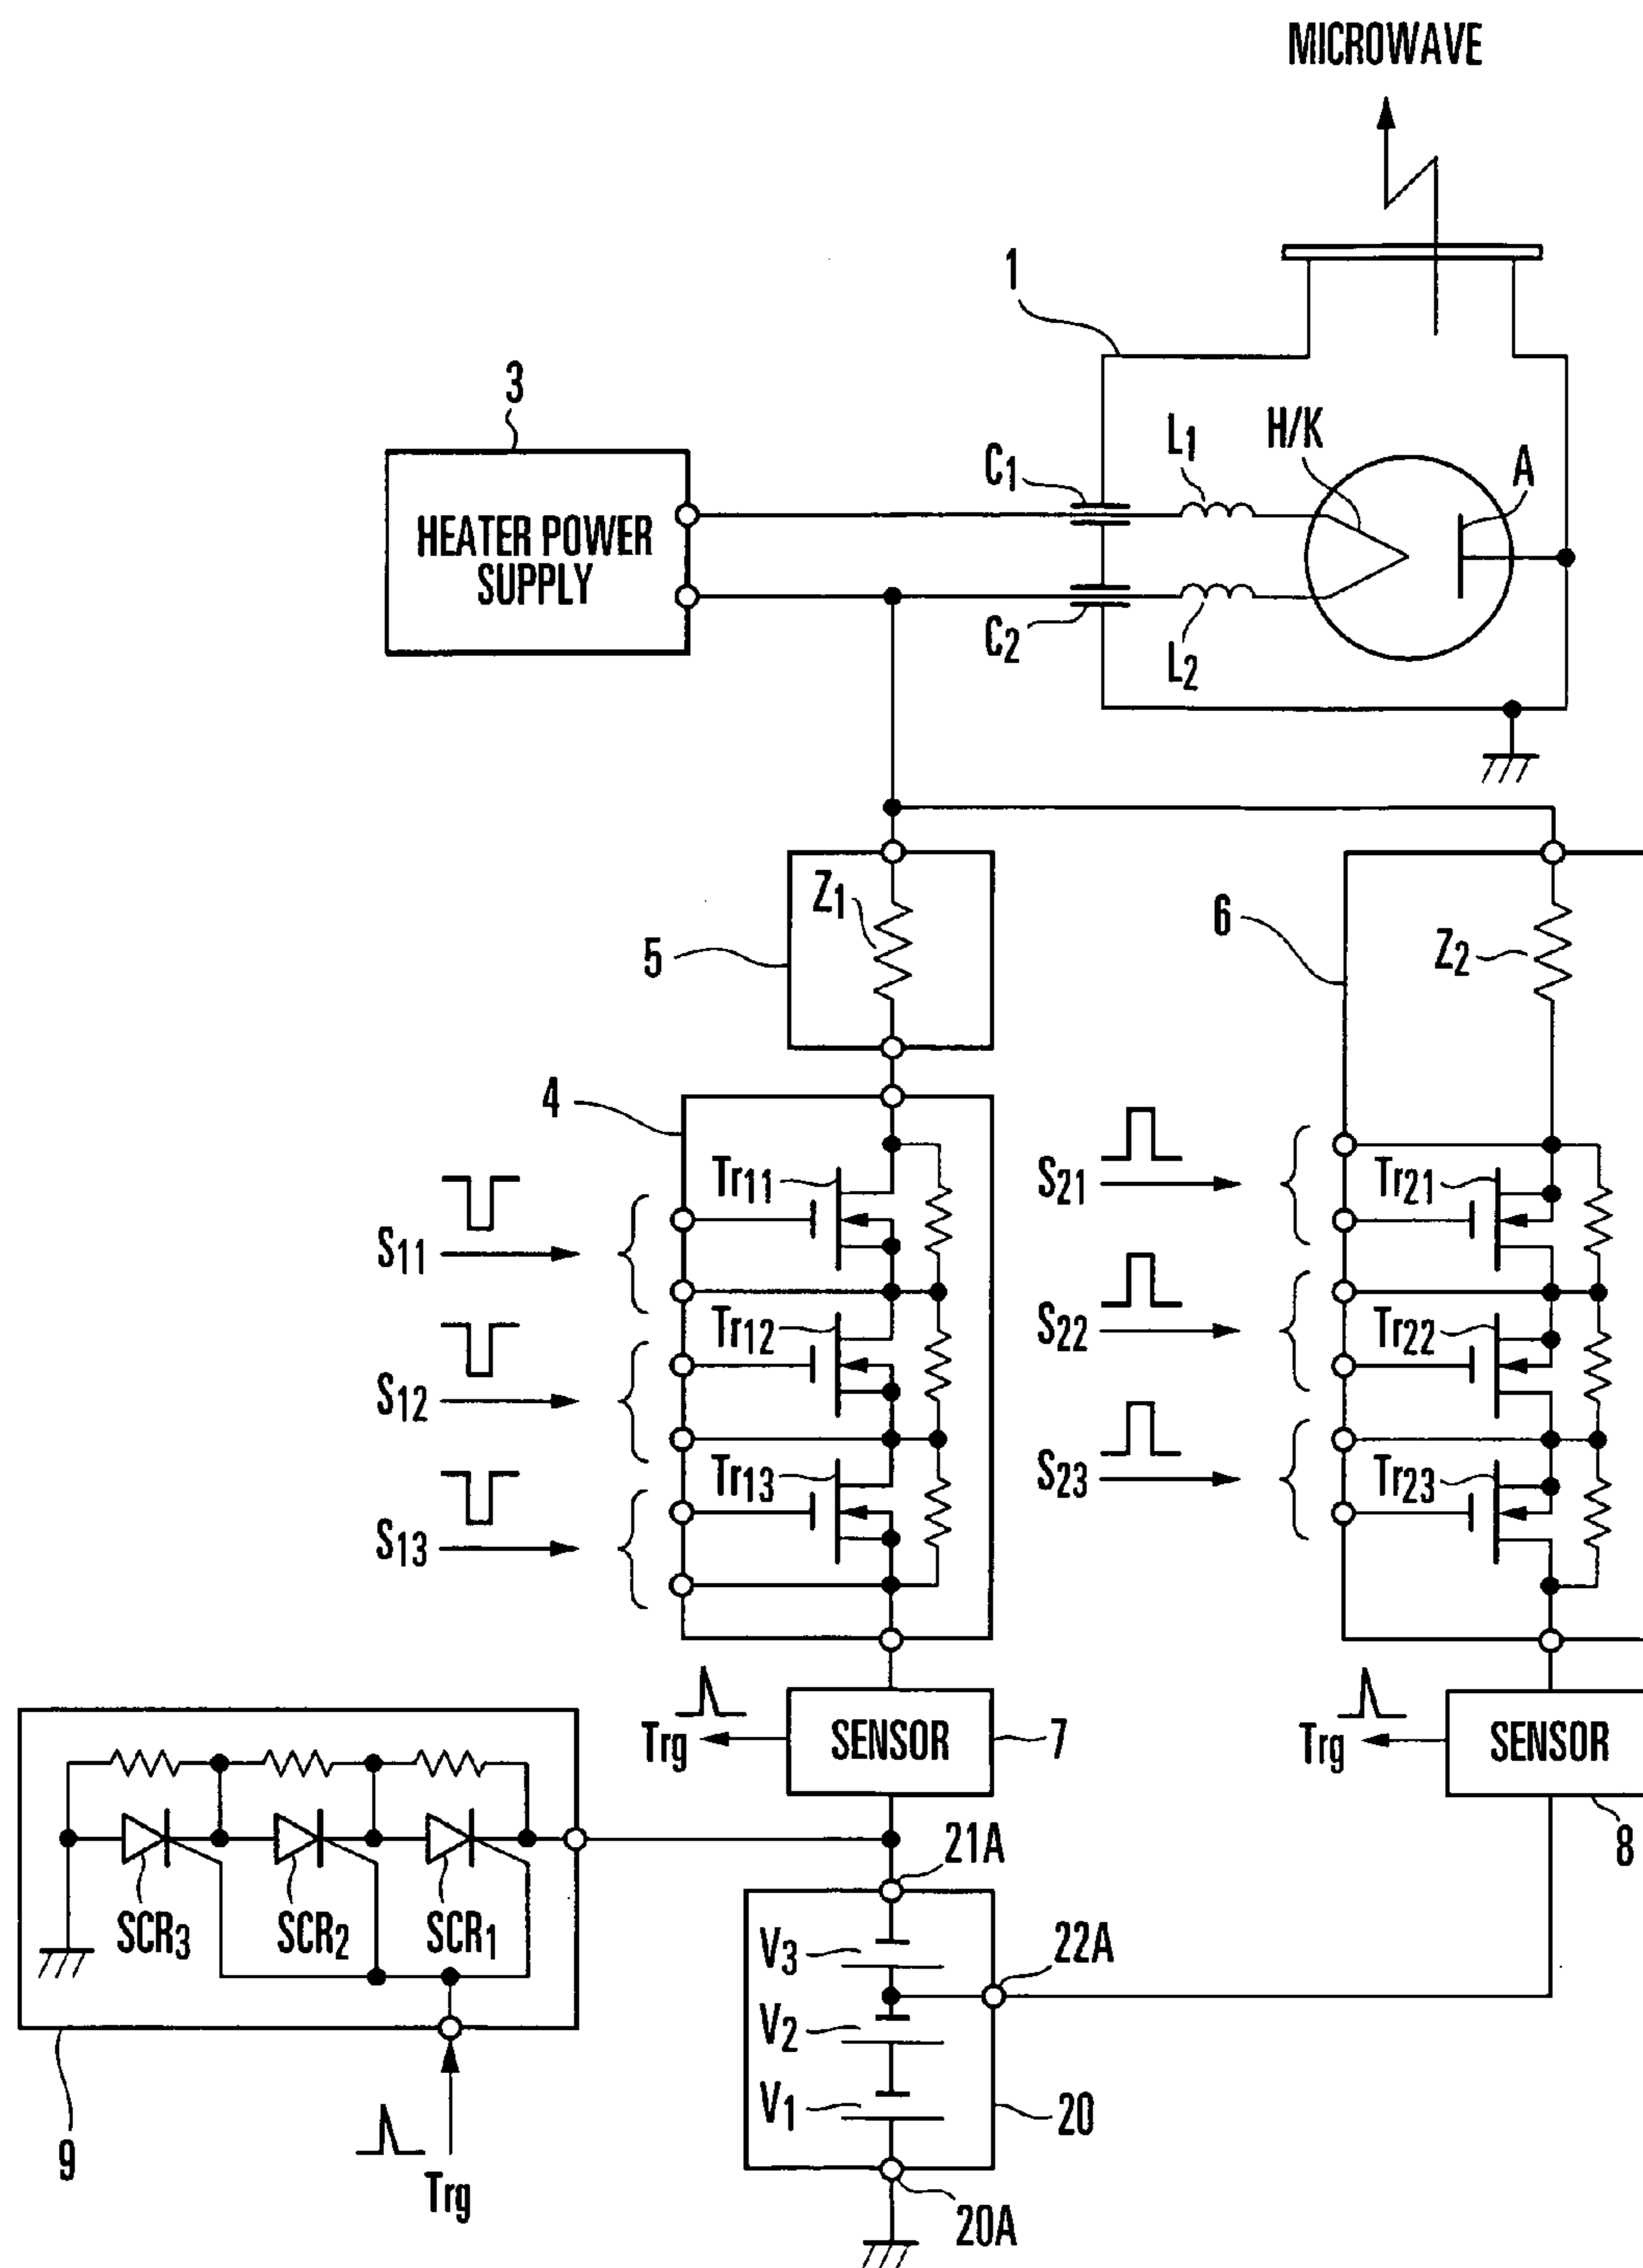 MICROWAVE
1
3
HEATER POWER
SUPPLY
C1
L1
H/K
A
C2
L2
Z1
5
6
Z2
4
Tr11
S11
Tr12
S12
Tr13
S13
S21
Tr21
S22
Tr22
S23
Tr23
Trg
SENSOR
7
Trg
SENSOR
8
SCR3
SCR2
SCR1
9
Trg
21A
V3
22A
V2
V1
20
20A